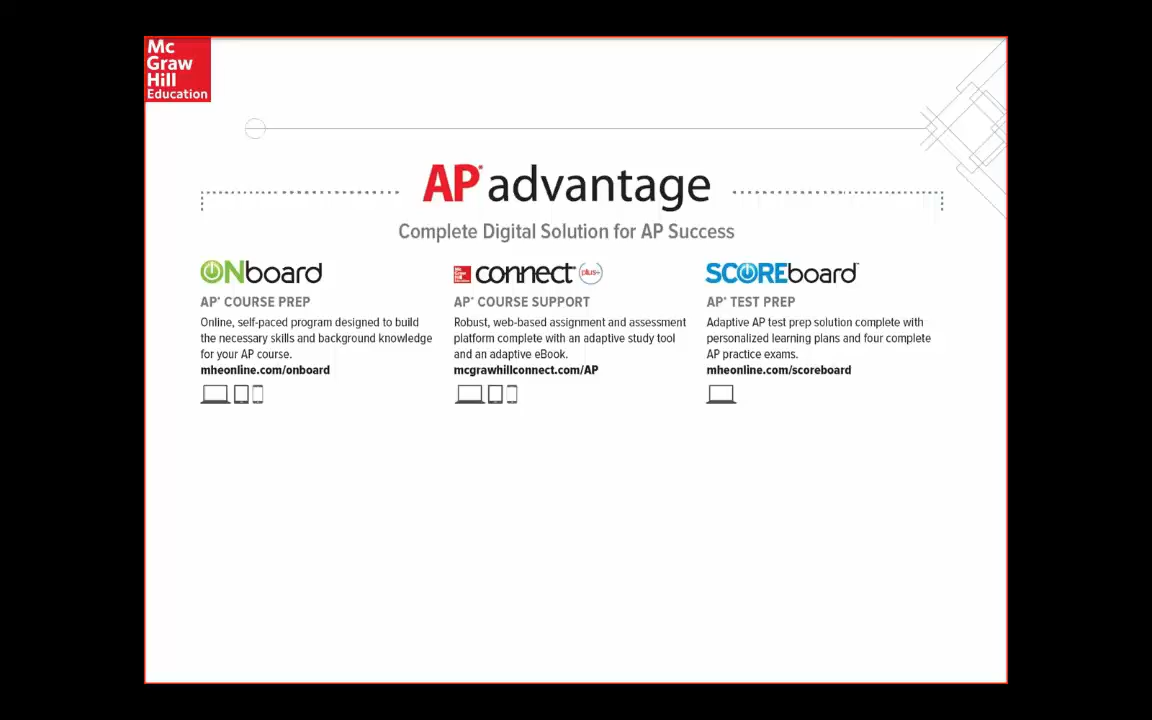 Mc
Graw
Hill
Education
AP® advantage
Complete Digital Solution for AP Success
ONboard
AP® COURSE PREP
Online, self-paced program designed to build
the necessary skills and background knowledge
for your AP course.
mheonline.com/onboard
connect plus+
AP® COURSE SUPPORT
Robust, web-based assignment and assessment
platform complete with an adaptive study tool
and an adaptive eBook.
mcgrawhillconnect.com/AP
SCOREboard™
AP® TEST PREP
Adaptive AP test prep solution complete with
personalized learning plans and four complete
AP practice exams.
mheonline.com/scoreboard